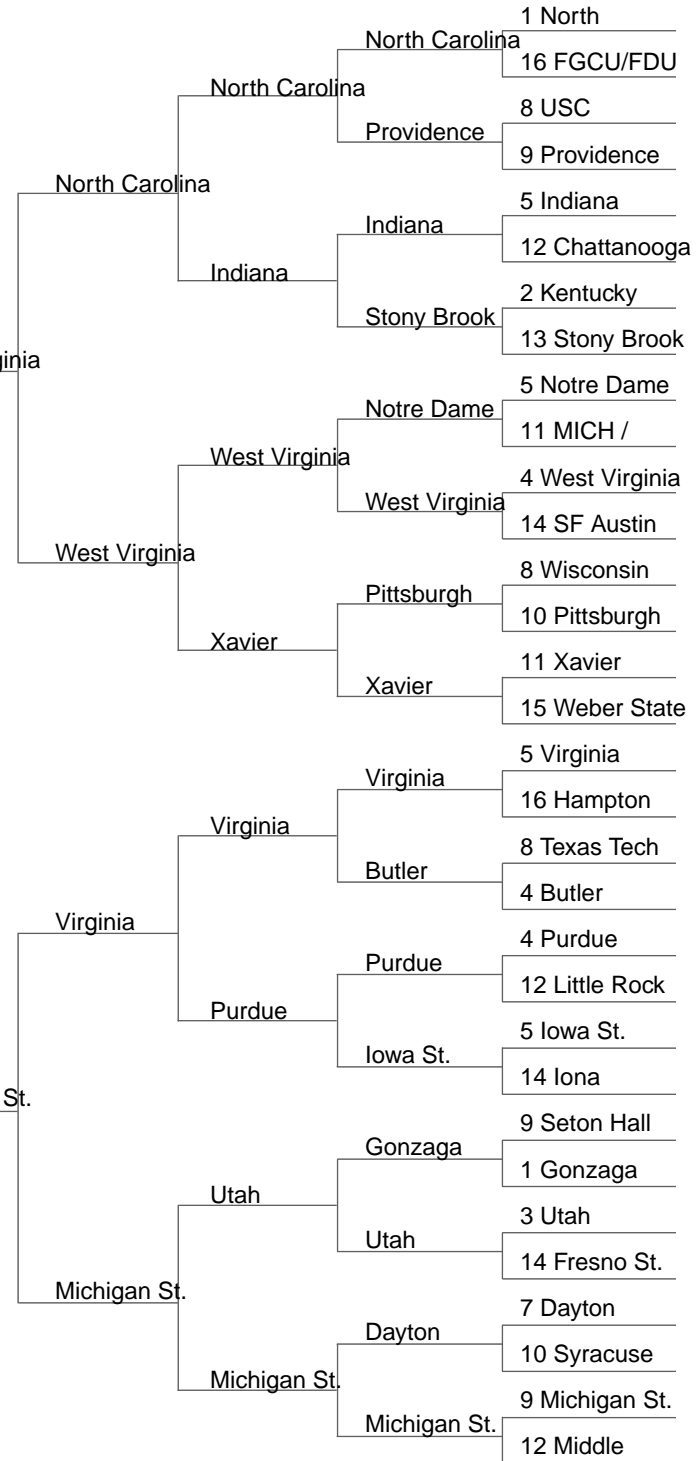 1 North
North Carolina
16 FGCU/FDU
North Carolina
8 USC
Providence
9 Providence
North Carolina
5 Indiana
Indiana
12 Chattanooga
Indiana
2 Kentucky
Stony Brook
13 Stony Brook
ginia
5 Notre Dame
Notre Dame
11 MICH /
West Virginia
4 West Virginia
West Virginia
14 SF Austin
West Virginia
8 Wisconsin
Pittsburgh
10 Pittsburgh
Xavier
11 Xavier
Xavier
15 Weber State
5 Virginia
Virginia
16 Hampton
Virginia
8 Texas Tech
Butler
4 Butler
Virginia
4 Purdue
Purdue
12 Little Rock
Purdue
5 Iowa St.
Iowa St.
14 Iona
St.
9 Seton Hall
Gonzaga
1 Gonzaga
Utah
3 Utah
Utah
14 Fresno St.
Michigan St.
7 Dayton
Dayton
10 Syracuse
Michigan St.
9 Michigan St.
Michigan St.
12 Middle